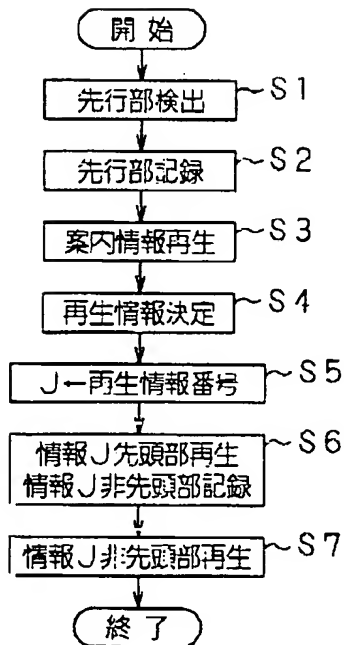 開始
先行部検出 ~S1
先行部記録 ~S2
案内情報再生 ~S3
再生情報決定 ~S4
J←再生情報番号 ~S5
情報J先頭部再生 ~S6
情報J非先頭部記録
情報J非先頭部再生 ~S7
終了